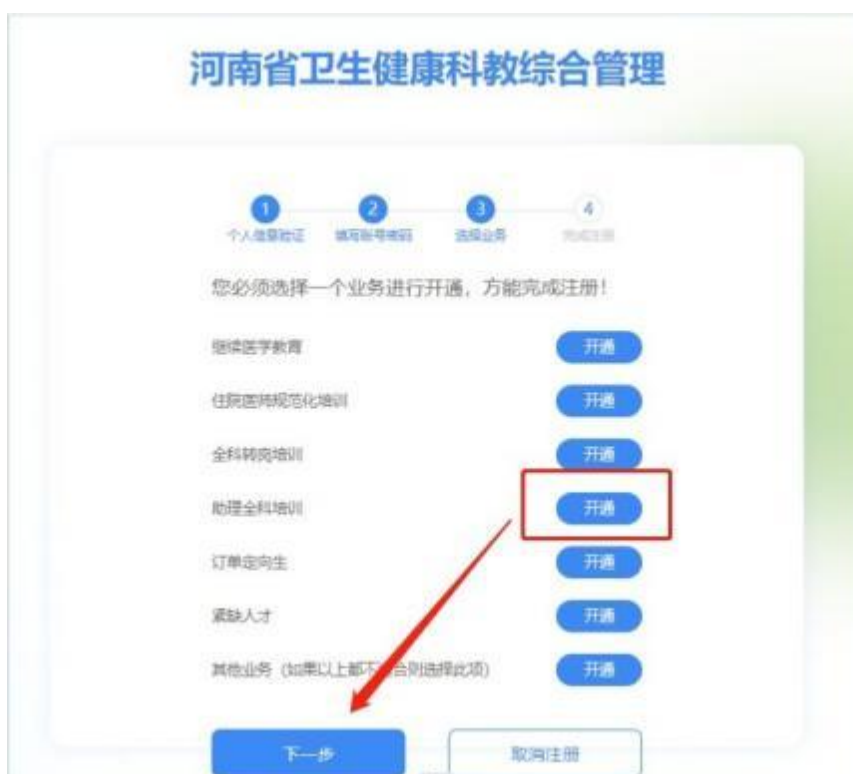 河南省卫生健康科教综合管理
1 2 3 4
个人信息验证 填写账号密码 选择业务 完成注册
您必须选择一个业务进行开通，方能完成注册！
继续医学教育 开通
住院医师规范化培训 开通
全科转岗培训 开通
助理全科培训 开通
订单定向生 开通
紧缺人才 开通
其他业务（如果以上都不合则选择此项） 开通
下一步 取消注册